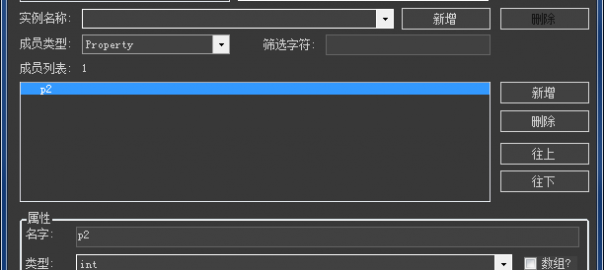 实例名称: 新增 删除
成员类型: Property 筛选字符:
成员列表: 1
p2
新增
删除
往上
往下
属性
名字: p2
类型: int 数组?